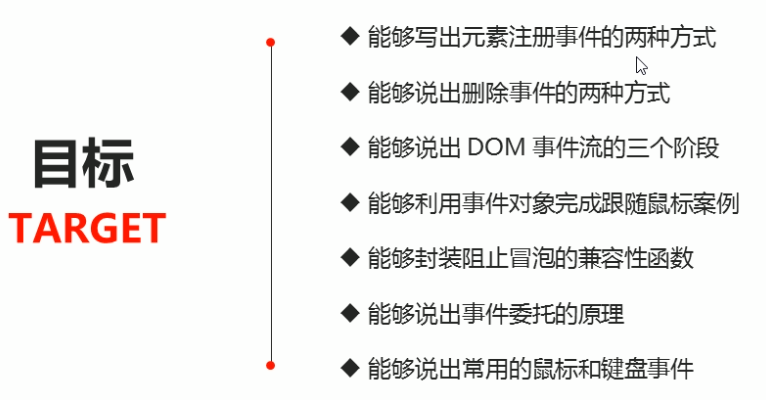 目标
TARGET
◆ 能够写出元素注册事件的两种方式
◆ 能够说出删除事件的两种方式
◆ 能够说出 DOM 事件流的三个阶段
◆ 能够利用事件对象完成跟随鼠标案例
◆ 能够封装阻止冒泡的兼容性函数
◆ 能够说出事件委托的原理
◆ 能够说出常用的鼠标和键盘事件